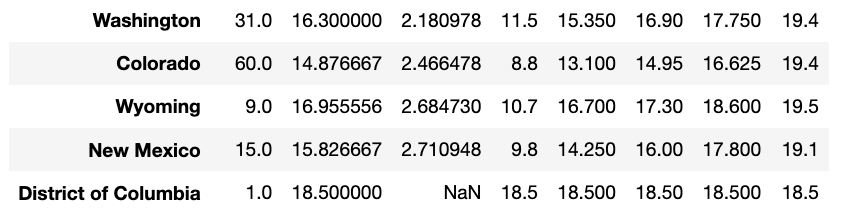 Washington 31.0 16.300000 2.180978 11.5 15.350 16.90 17.750 19.4
Colorado 60.0 14.876667 2.466478 8.8 13.100 14.95 16.625 19.4
Wyoming 9.0 16.955556 2.684730 10.7 16.700 17.30 18.600 19.5
New Mexico 15.0 15.826667 2.710948 9.8 14.250 16.00 17.800 19.1
District of Columbia 1.0 18.500000 NaN 18.5 18.500 18.50 18.500 18.5